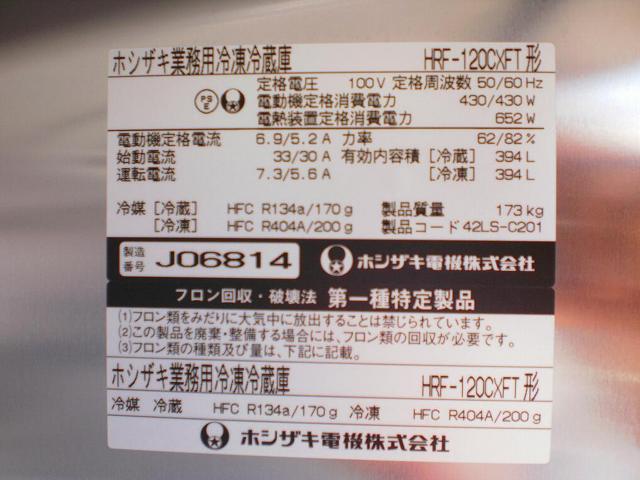 ホシザキ業務用冷凍冷蔵庫 HRF-120CXFT 形
定格電圧 100V 定格周波数 50/60 Hz
PSE 電動機定格消費電力 430/430 W
電熱装置定格消費電力 652 W
電動機定格電流 6.9/5.2 A 力率 62/82 %
始動電流 33/30 A 有効内容積 [冷蔵] 394 L
運転電流 7.3/5.6 A [冷凍] 394 L
冷媒 [冷蔵] HFC R134a/170 g 製品質量 173 kg
[冷凍] HFC R404A/200 g 製品コード 42LS-C201
製造番号 J06814 ホシザキ電機株式会社
フロン回収・破壊法 第一種特定製品
(1)フロン類をみだりに大気中に放出することは禁じられています。
(2)この製品を廃棄・整備する場合には、フロン類の回収が必要です。
(3)フロン類の種類及び量は、下記に記載。
ホシザキ業務用冷凍冷蔵庫 HRF-120CXFT 形
冷媒 冷蔵 HFC R134a/170 g 冷凍 HFC R404A/200 g
ホシザキ電機株式会社